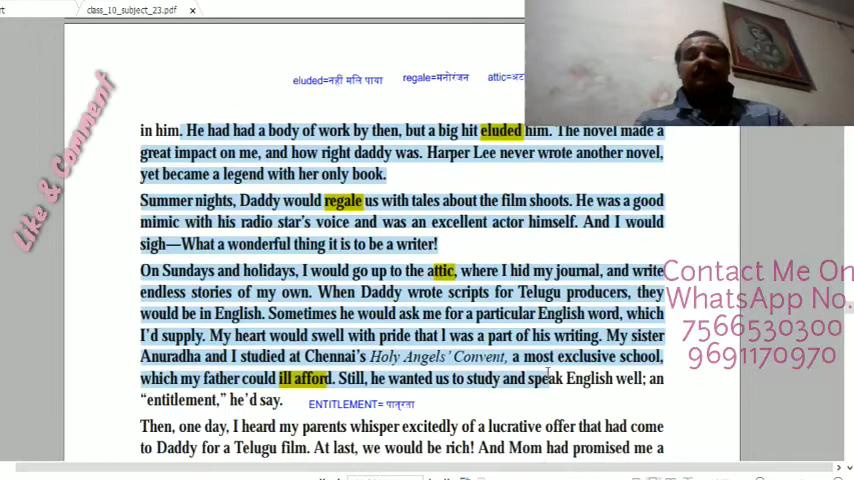 class_10_subject_23.pdf ×
eluded=नहीं मिल पाया regale=मनोरंजन attic=अट
in him. He had had a body of work by then, but a big hit eluded him. The novel made a
great impact on me, and how right daddy was. Harper Lee never wrote another novel,
yet became a legend with her only book.
Summer nights, Daddy would regale us with tales about the film shoots. He was a good
mimic with his radio star's voice and was an excellent actor himself. And I would
sigh—What a wonderful thing it is to be a writer!
On Sundays and holidays, I would go up to the attic, where I hid my journal, and write
endless stories of my own. When Daddy wrote scripts for Telugu producers, they
would be in English. Sometimes he would ask me for a particular English word, which
I'd supply. My heart would swell with pride that I was a part of his writing. My sister
Anuradha and I studied at Chennai's Holy Angels' Convent, a most exclusive school,
which my father could ill afford. Still, he wanted us to study and speak English well; an
"entitlement," he'd say.
ENTITLEMENT= पात्रता
Then, one day, I heard my parents whisper excitedly of a lucrative offer that had come
to Daddy for a Telugu film. At last, we would be rich! And Mom had promised me a
Like & Comment
Contact Me On
WhatsApp No.
7566530300
9691170970